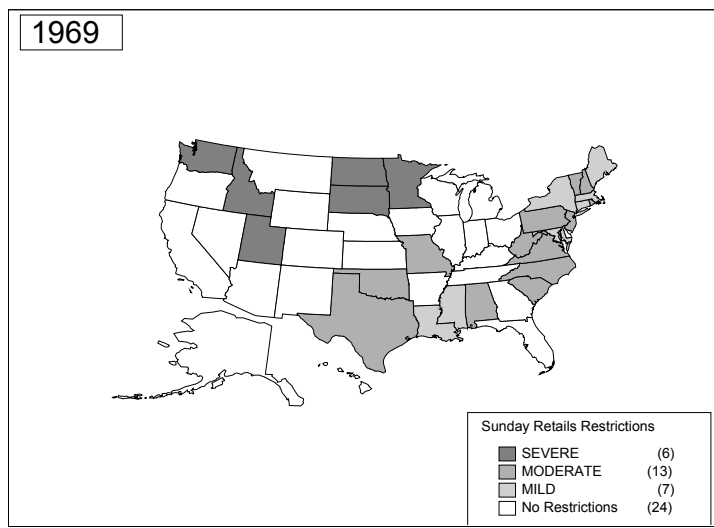 1969
Sunday Retails Restrictions
SEVERE (6)
MODERATE (13)
MILD (7)
No Restrictions (24)